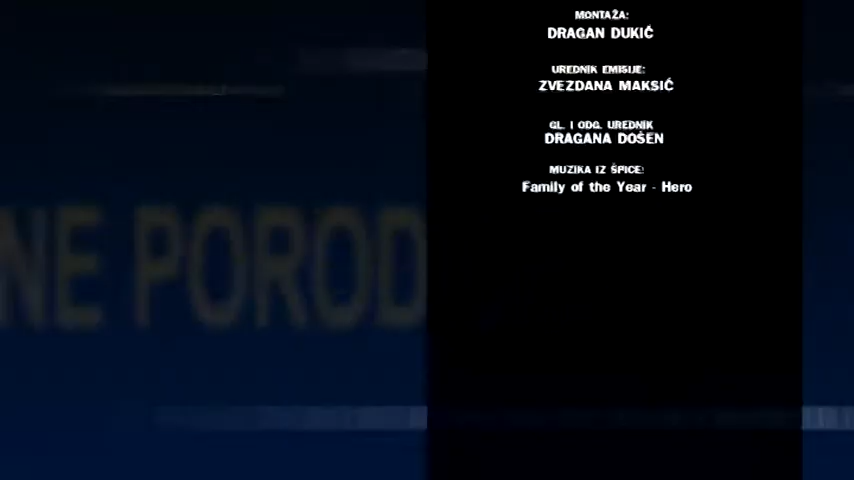 MONTAŽA:
DRAGAN DUKIĆ
UREDNIK EMISIJE:
ZVEZDANA MAKSIĆ
GL. I ODG. UREDNIK
DRAGANA DOŠEN
MUZIKA IZ ŠPICE:
Family of the Year - Hero
NE POROD